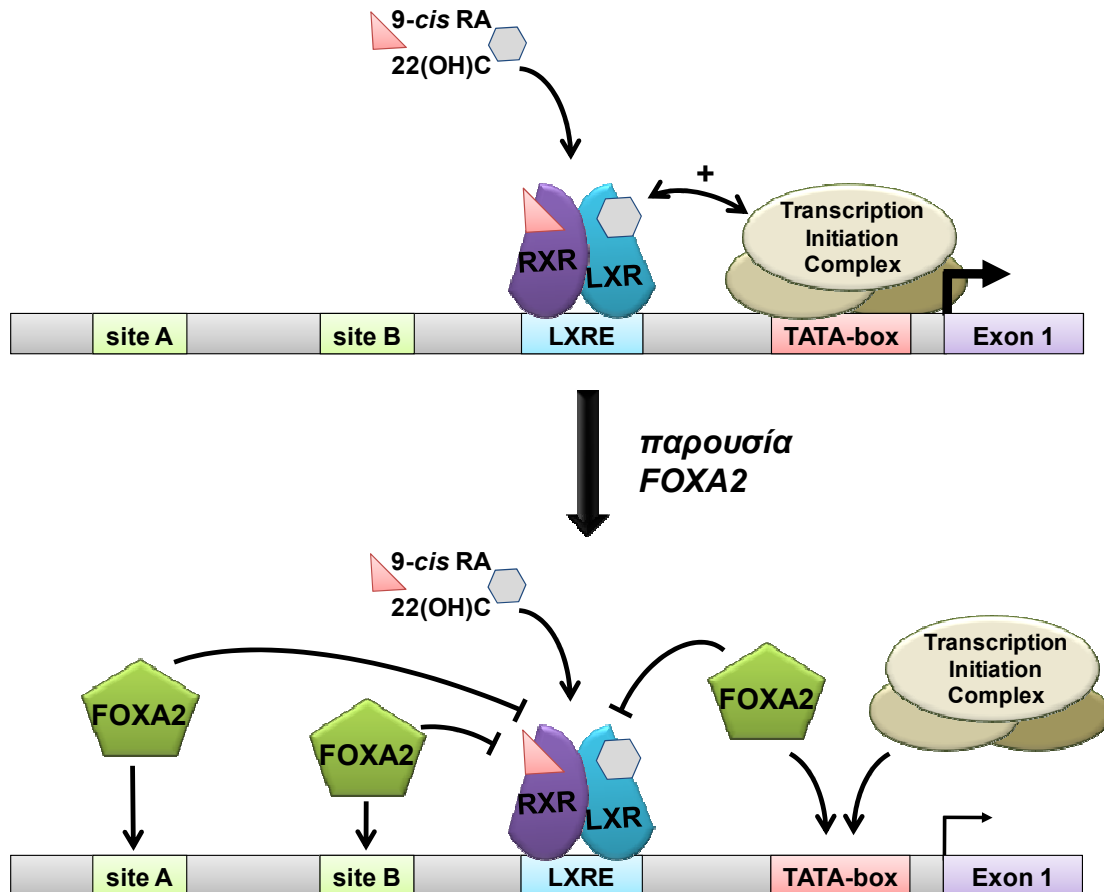 9-cis RA
22(OH)C
+
Transcription
Initiation
Complex
RXR
LXR
site A
site B
LXRE
TATA-box
Exon 1
παρουσία
FOXA2
9-cis RA
22(OH)C
Transcription
Initiation
Complex
FOXA2
FOXA2
FOXA2
RXR
LXR
site A
site B
LXRE
TATA-box
Exon 1